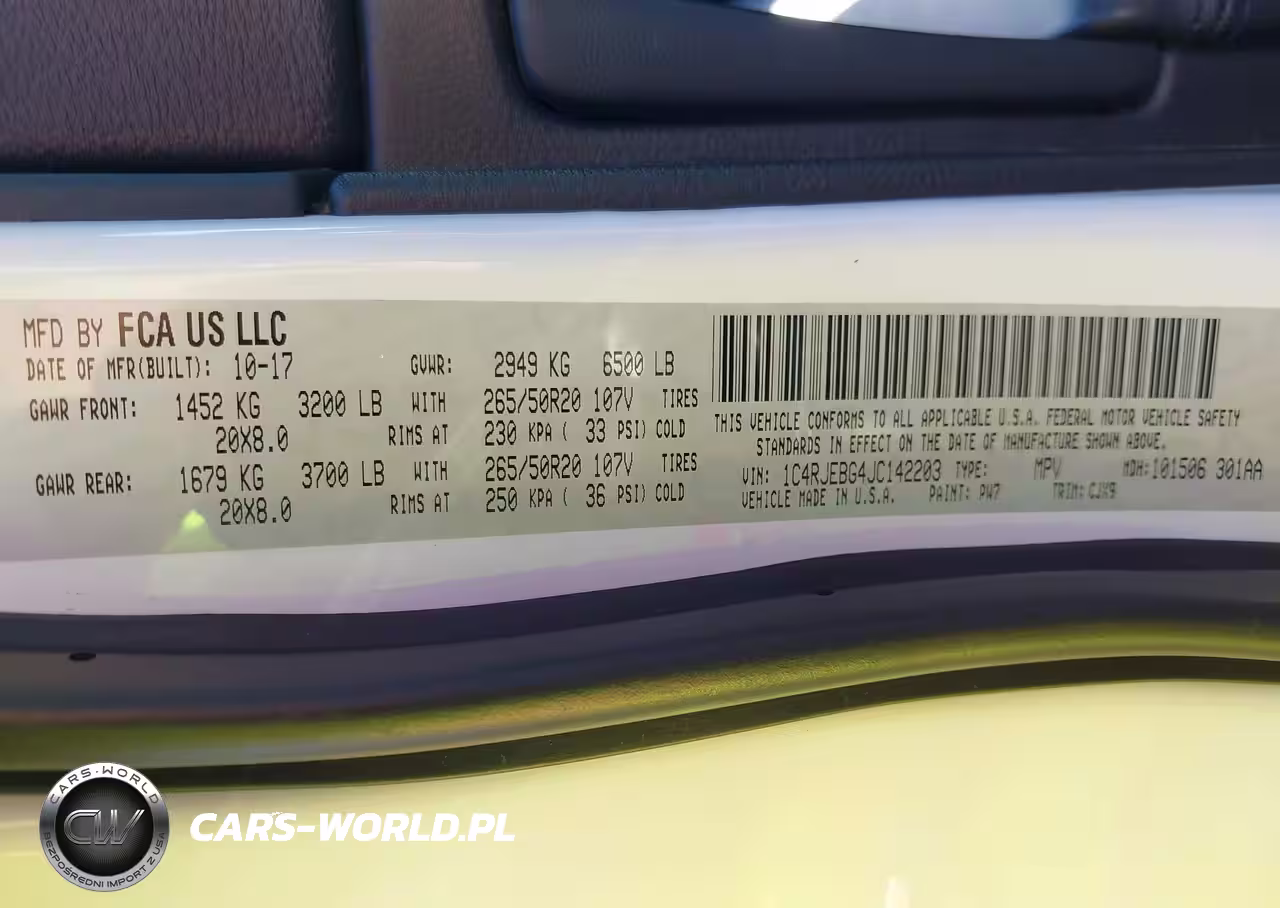 MFD BY FCA US LLC
DATE OF MFR(BUILT): 10-17 GVWR: 2949 KG 6500 LB
GAWR FRONT: 1452 KG 3200 LB WITH 265/50R20 107V TIRES
20X8.0 RIMS AT 230 KPA ( 33 PSI) COLD
GAWR REAR: 1679 KG 3700 LB WITH 265/50R20 107V TIRES
20X8.0 RIMS AT 250 KPA ( 36 PSI) COLD
THIS VEHICLE CONFORMS TO ALL APPLICABLE U.S.A. FEDERAL MOTOR VEHICLE SAFETY
STANDARDS IN EFFECT ON THE DATE OF MANUFACTURE SHOWN ABOVE.
VIN: 1C4RJEBG4JC142203 TYPE: MPV MDH:101506 301AA
VEHICLE MADE IN U.S.A. PAINT: PW7 TRIM: CJX9
CARS-WORLD
CW
BEZPOŚREDNI IMPORT Z USA
CARS-WORLD.PL